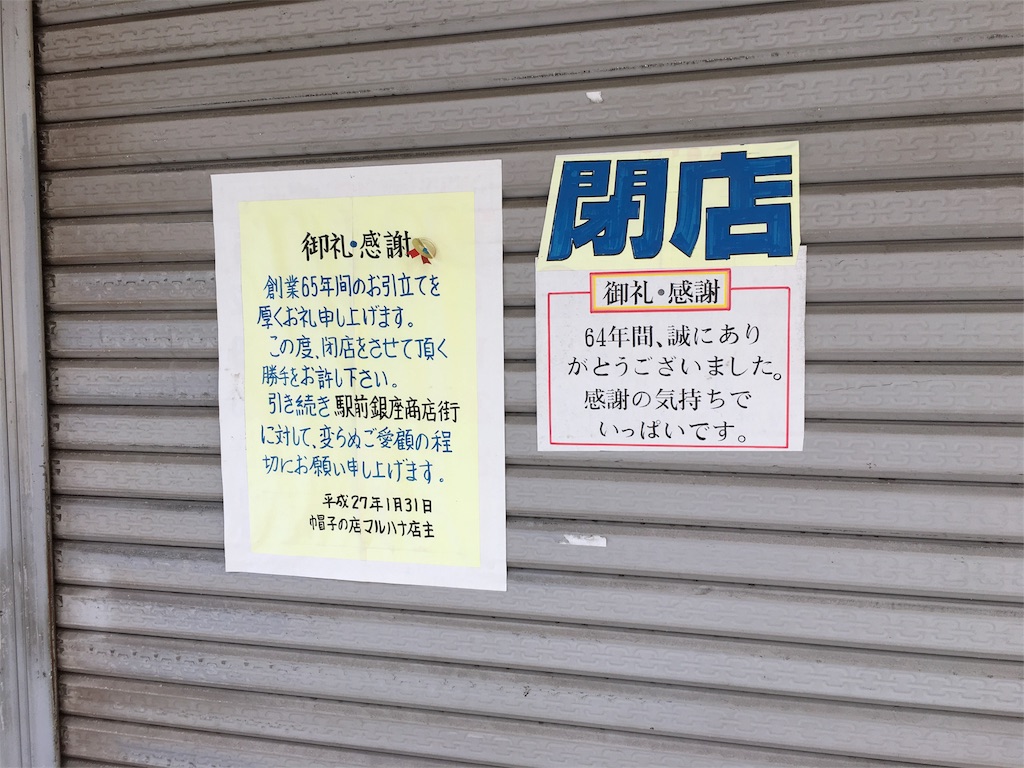 御礼・感謝
創業65年间のお引立てを
厚くお礼申し上げます。
この度、閉店をさせて頂く
勝手をお許し下さい。
引き続き駅前銀座商店街
に対して、変らぬご愛顧の程
切にお願い申し上げます。
平成27年1月31日
帽子の店マルハナ店主
閉店
御礼・感謝
64年間、誠にあり
がとうございました。
感謝の気持ちで
いっぱいです。